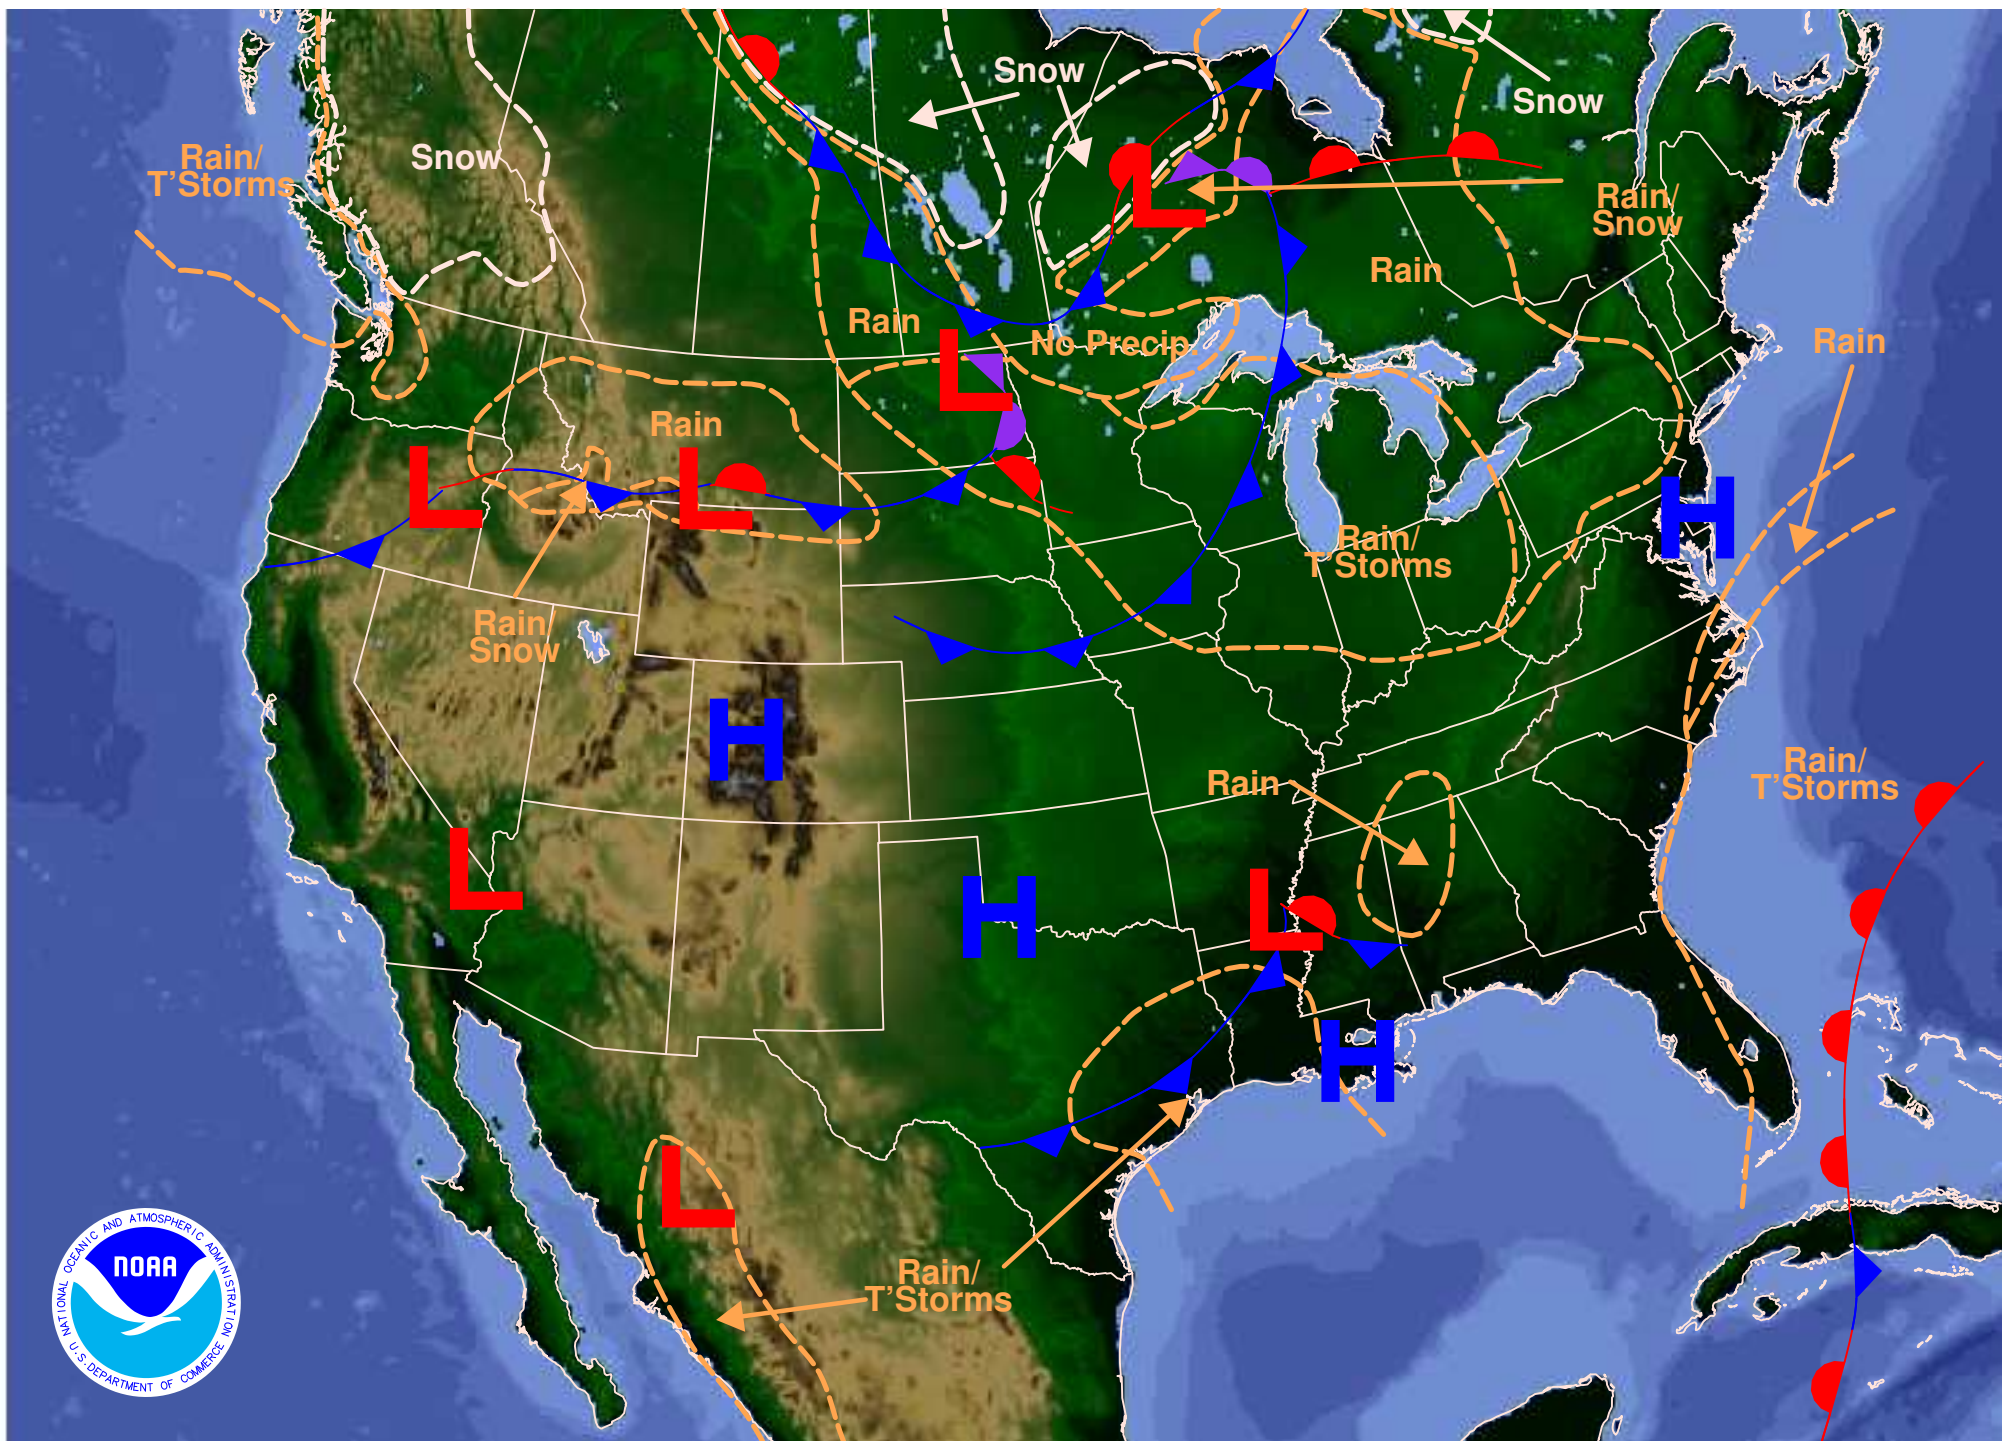 Snow
Snow
Rain/
T'Storms
Snow
Rain/
Snow
Rain
L
Rain
No Precip.
Rain
L
Rain
L
L
H
Rain/
T'Storms
Rain/
Snow
H
Rain/
T'Storms
Rain
L
H
L
H
L
Rain/
T'Storms
NATIONAL OCEANIC AND ATMOSPHERIC ADMINISTRATION
NOAA
U.S. DEPARTMENT OF COMMERCE